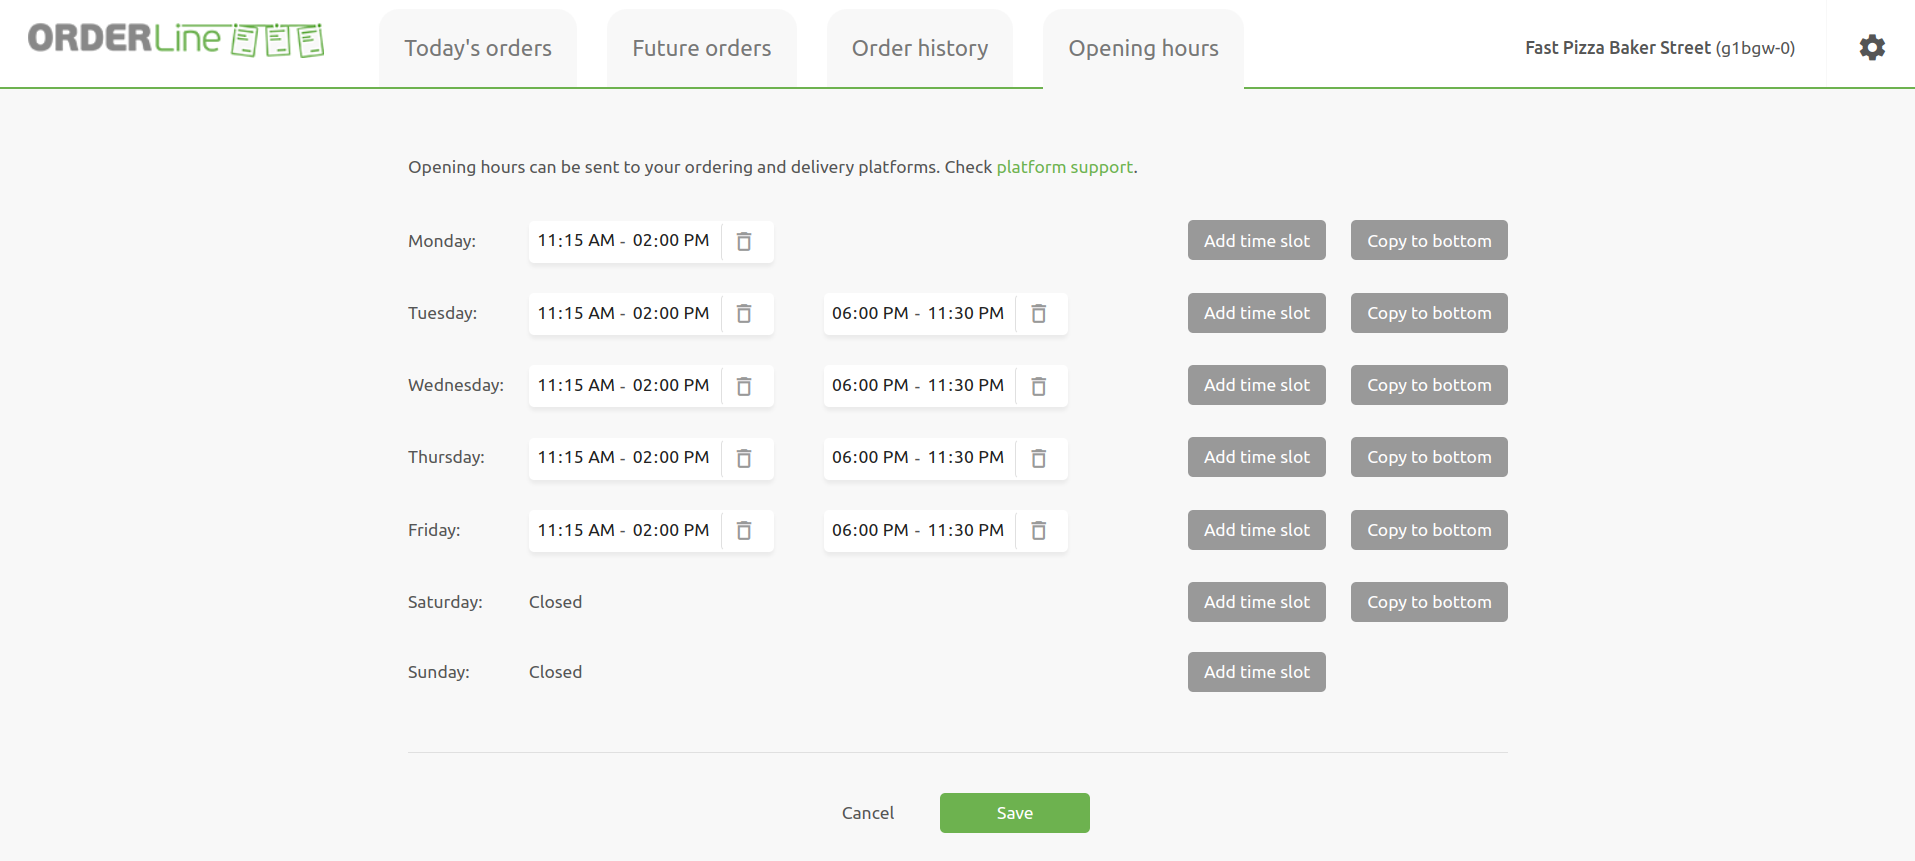 ORDERLine
Today's orders
Future orders
Order history
Opening hours
Fast Pizza Baker Street (g1bgw-0)
Opening hours can be sent to your ordering and delivery platforms. Check platform support.
Monday: 11:15 AM - 02:00 PM Add time slot Copy to bottom
Tuesday: 11:15 AM - 02:00 PM 06:00 PM - 11:30 PM Add time slot Copy to bottom
Wednesday: 11:15 AM - 02:00 PM 06:00 PM - 11:30 PM Add time slot Copy to bottom
Thursday: 11:15 AM - 02:00 PM 06:00 PM - 11:30 PM Add time slot Copy to bottom
Friday: 11:15 AM - 02:00 PM 06:00 PM - 11:30 PM Add time slot Copy to bottom
Saturday: Closed Add time slot Copy to bottom
Sunday: Closed Add time slot
Cancel Save